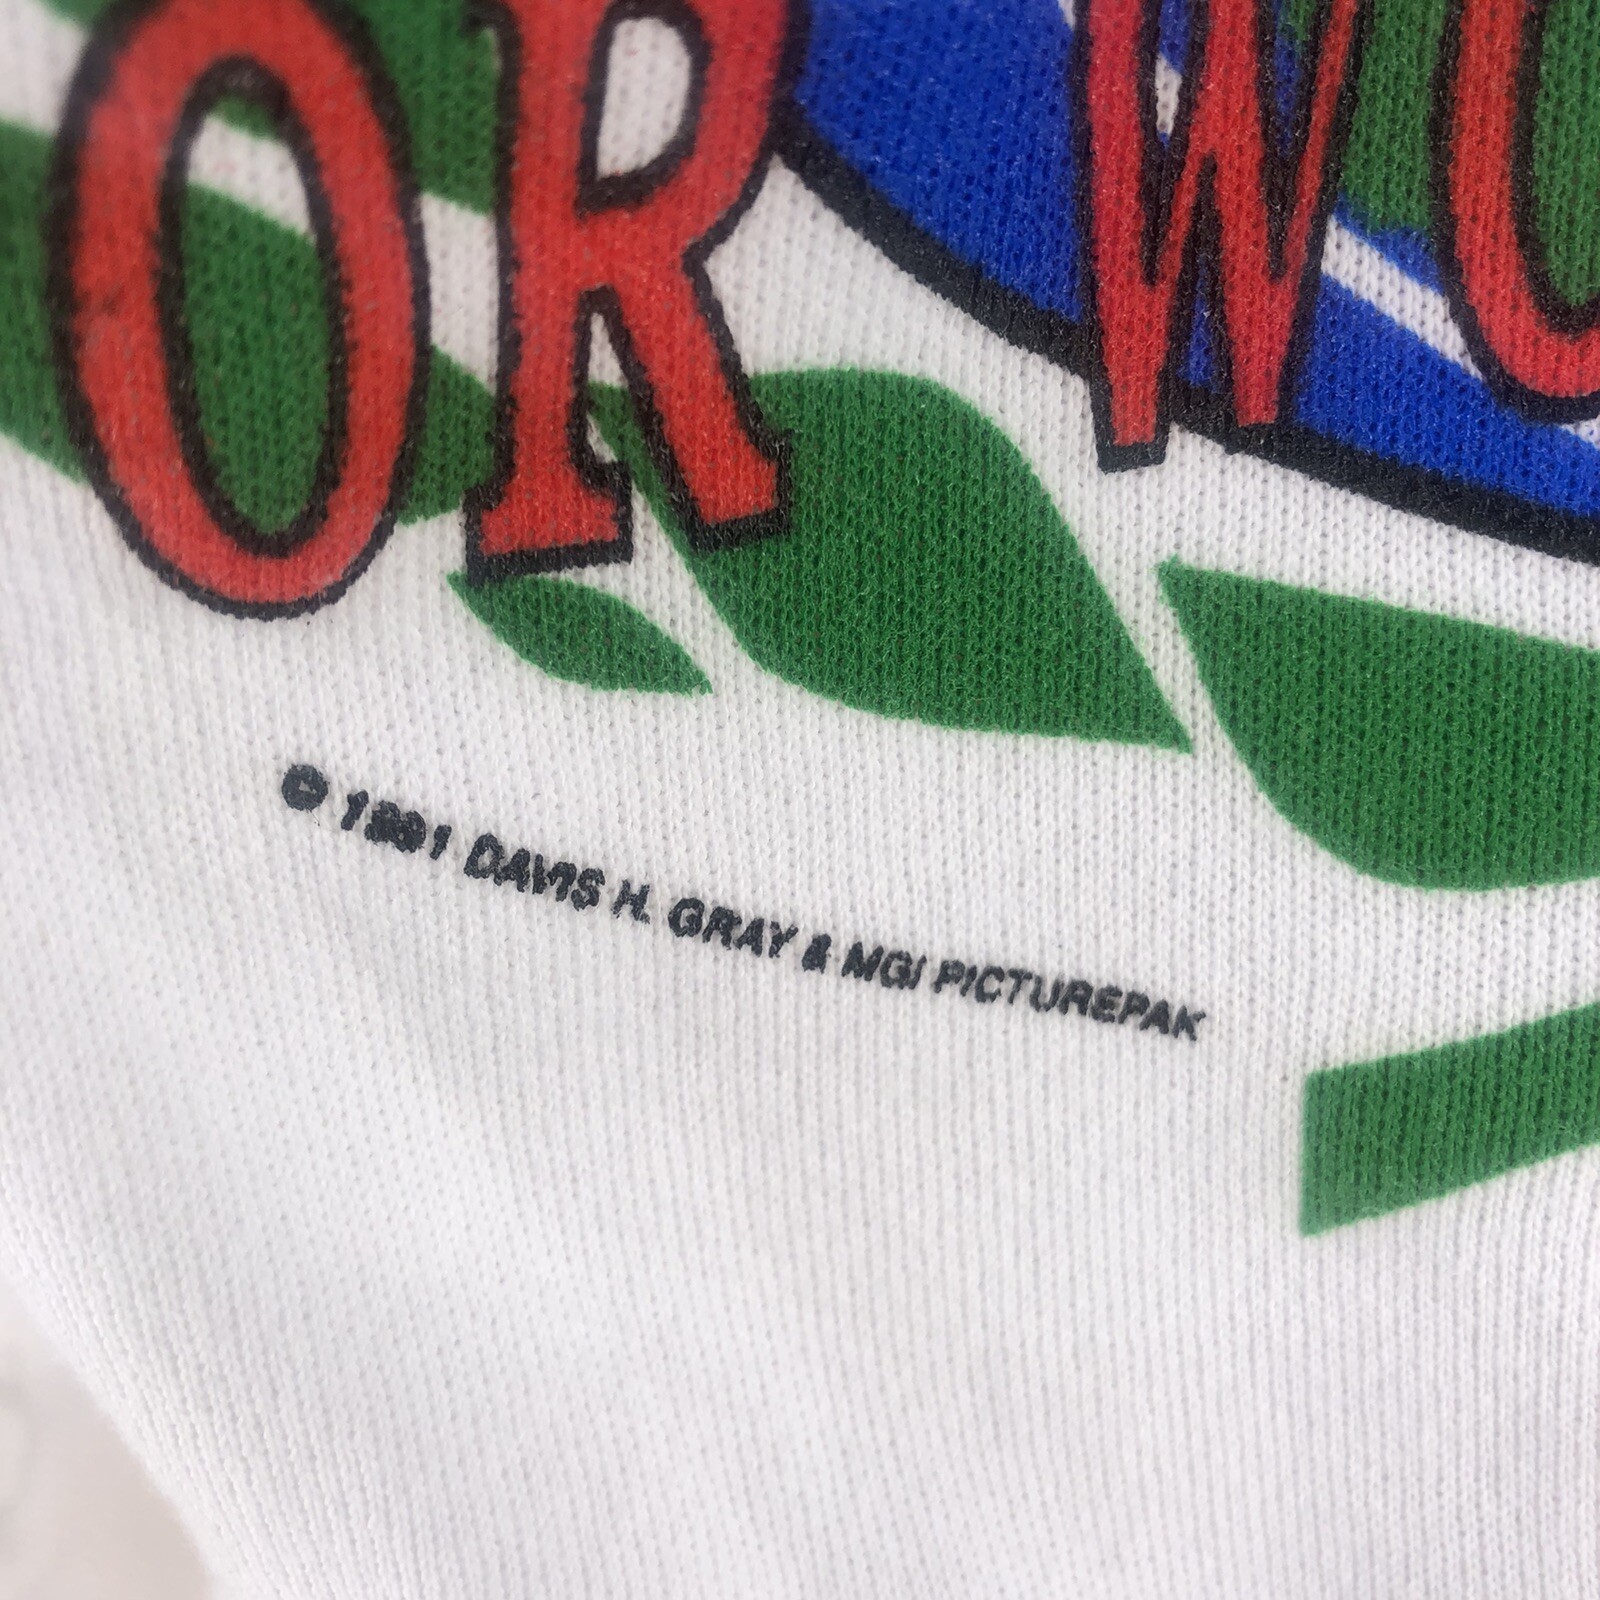 OR WO
© 1991 DAVIS H. GRAY & MGI PICTUREPAK